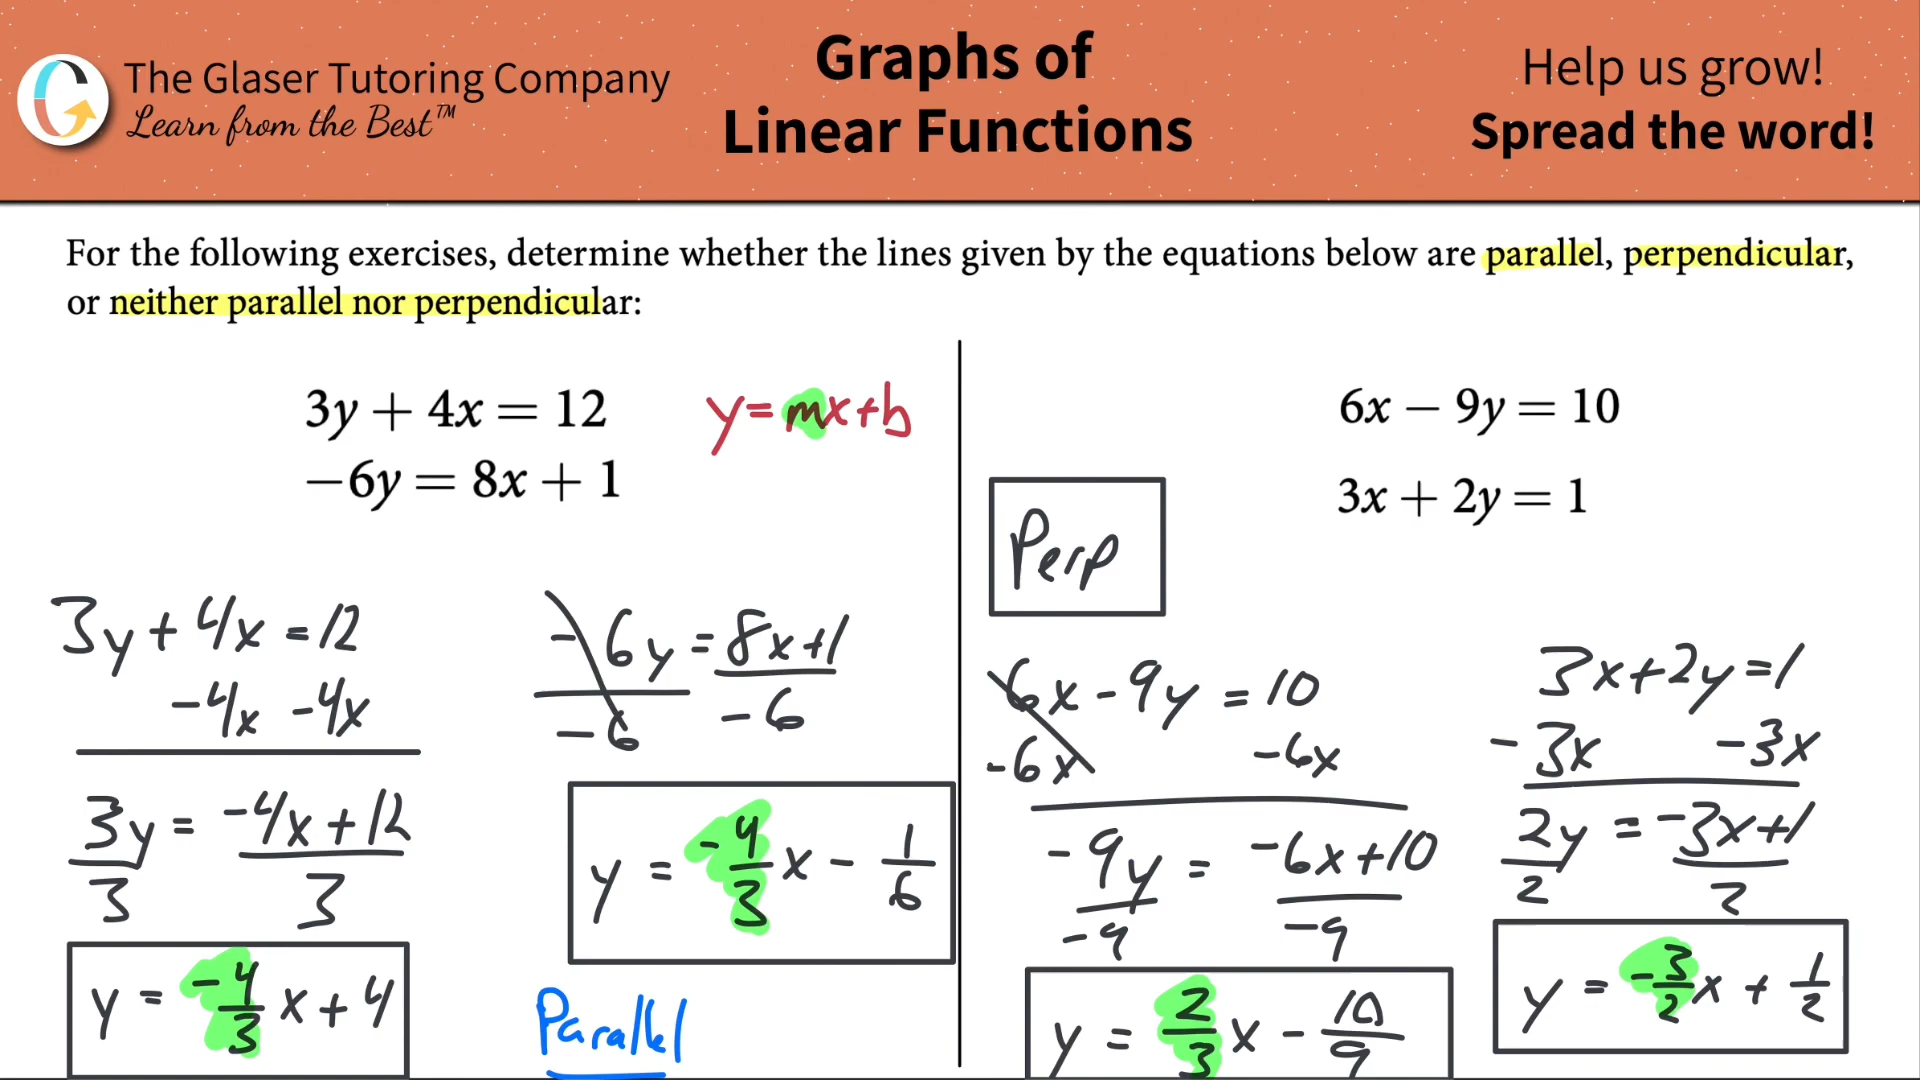 The Glaser Tutoring Company
Learn from the Best™
Graphs of
Linear Functions
Help us grow!
Spread the word!
For the following exercises, determine whether the lines given by the equations below are parallel, perpendicular,
or neither parallel nor perpendicular:
3y + 4x = 12
−6y = 8x + 1
y = mx + b
3y + 4x = 12
-4x -4x
3y = -4x + 12
3 3
y = -4/3 x + 4
-6y = 8x + 1
-6 -6
y = -4/3 x - 1/6
Parallel
6x − 9y = 10
3x + 2y = 1
Perp
6x - 9y = 10
-6x -6x
-9y = -6x + 10
-9 -9
y = 2/3 x - 10/9
3x + 2y = 1
-3x -3x
2y = -3x + 1
2 2
y = -3/2 x + 1/2